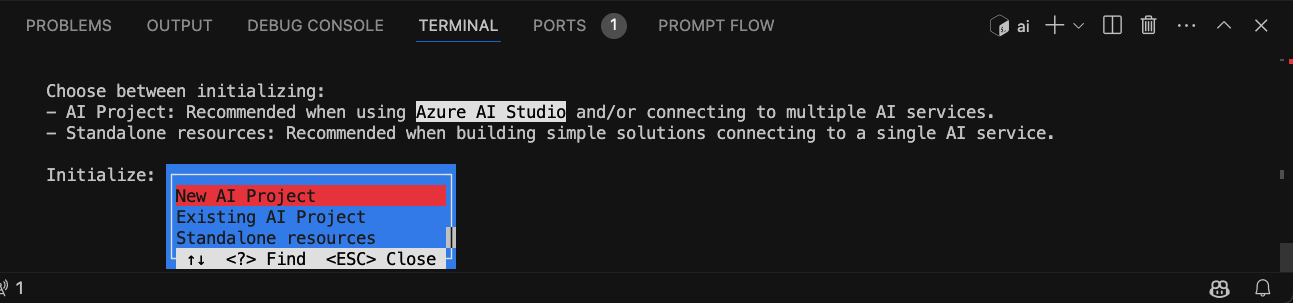 PROBLEMS OUTPUT DEBUG CONSOLE TERMINAL PORTS 1 PROMPT FLOW ai
Choose between initializing:
- AI Project: Recommended when using Azure AI Studio and/or connecting to multiple AI services.
- Standalone resources: Recommended when building simple solutions connecting to a single AI service.
Initialize:
New AI Project
Existing AI Project
Standalone resources
↑↓ <?> Find <ESC> Close
1